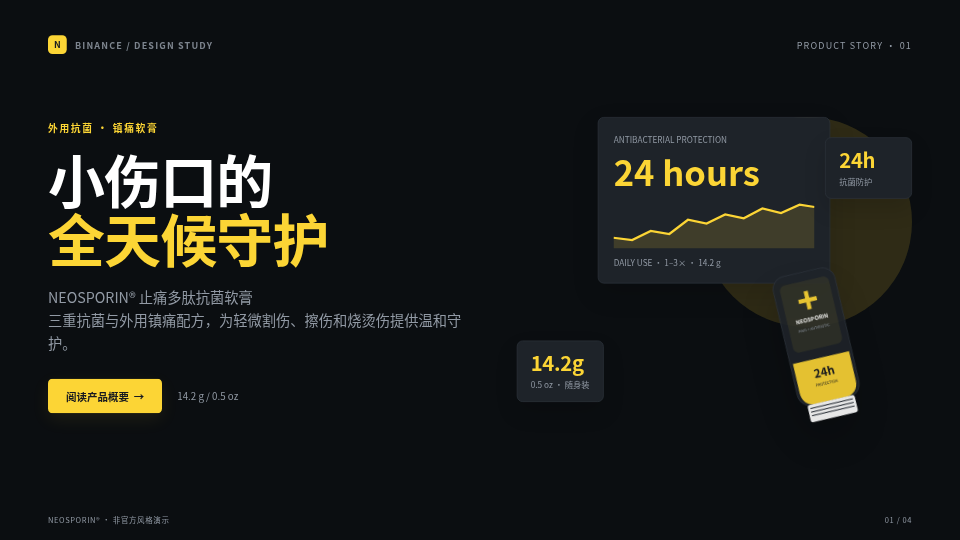 N BINANCE / DESIGN STUDY
PRODUCT STORY · 01
外用抗菌 · 镇痛软膏
小伤口的
全天候守护
NEOSPORIN® 止痛多肽抗菌软膏
三重抗菌与外用镇痛配方，为轻微割伤、擦伤和烧烫伤提供温和守
护。
阅读产品概要 →
14.2 g / 0.5 oz
ANTIBACTERIAL PROTECTION
24 hours
DAILY USE · 1–3× · 14.2 g
24h
抗菌防护
14.2g
0.5 oz · 随身装
NEOSPORIN
24h
PROTECTION
NEOSPORIN® · 非官方风格演示
01 / 04